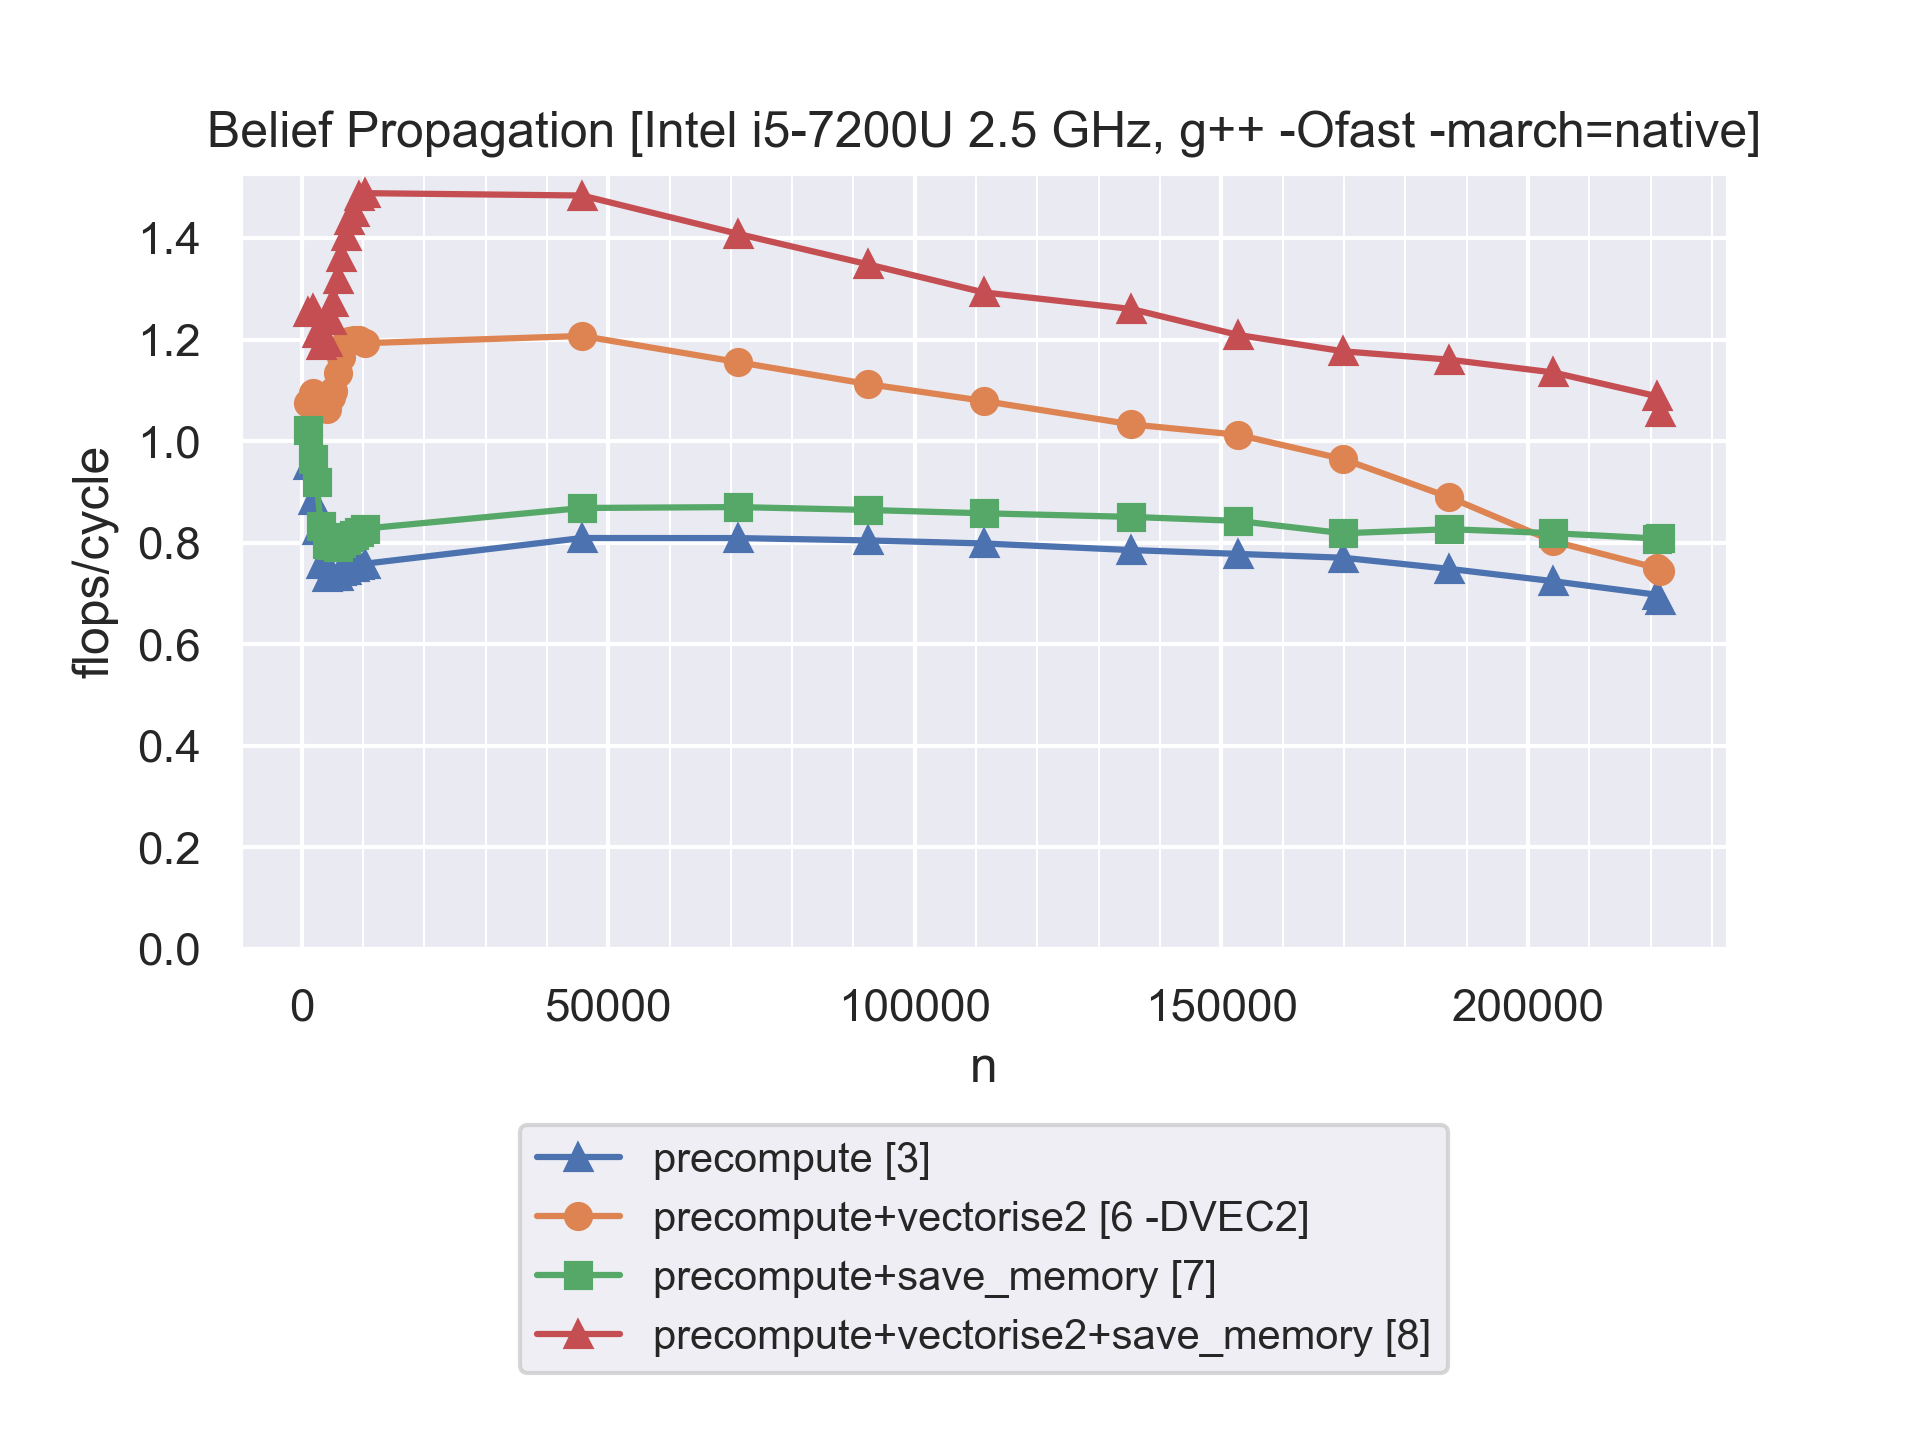 Belief Propagation [Intel i5-7200U 2.5 GHz, g++ -Ofast -march=native]
flops/cycle
1.4
1.2
1.0
0.8
0.6
0.4
0.2
0.0
0 50000 100000 150000 200000
n
precompute [3]
precompute+vectorise2 [6 -DVEC2]
precompute+save_memory [7]
precompute+vectorise2+save_memory [8]